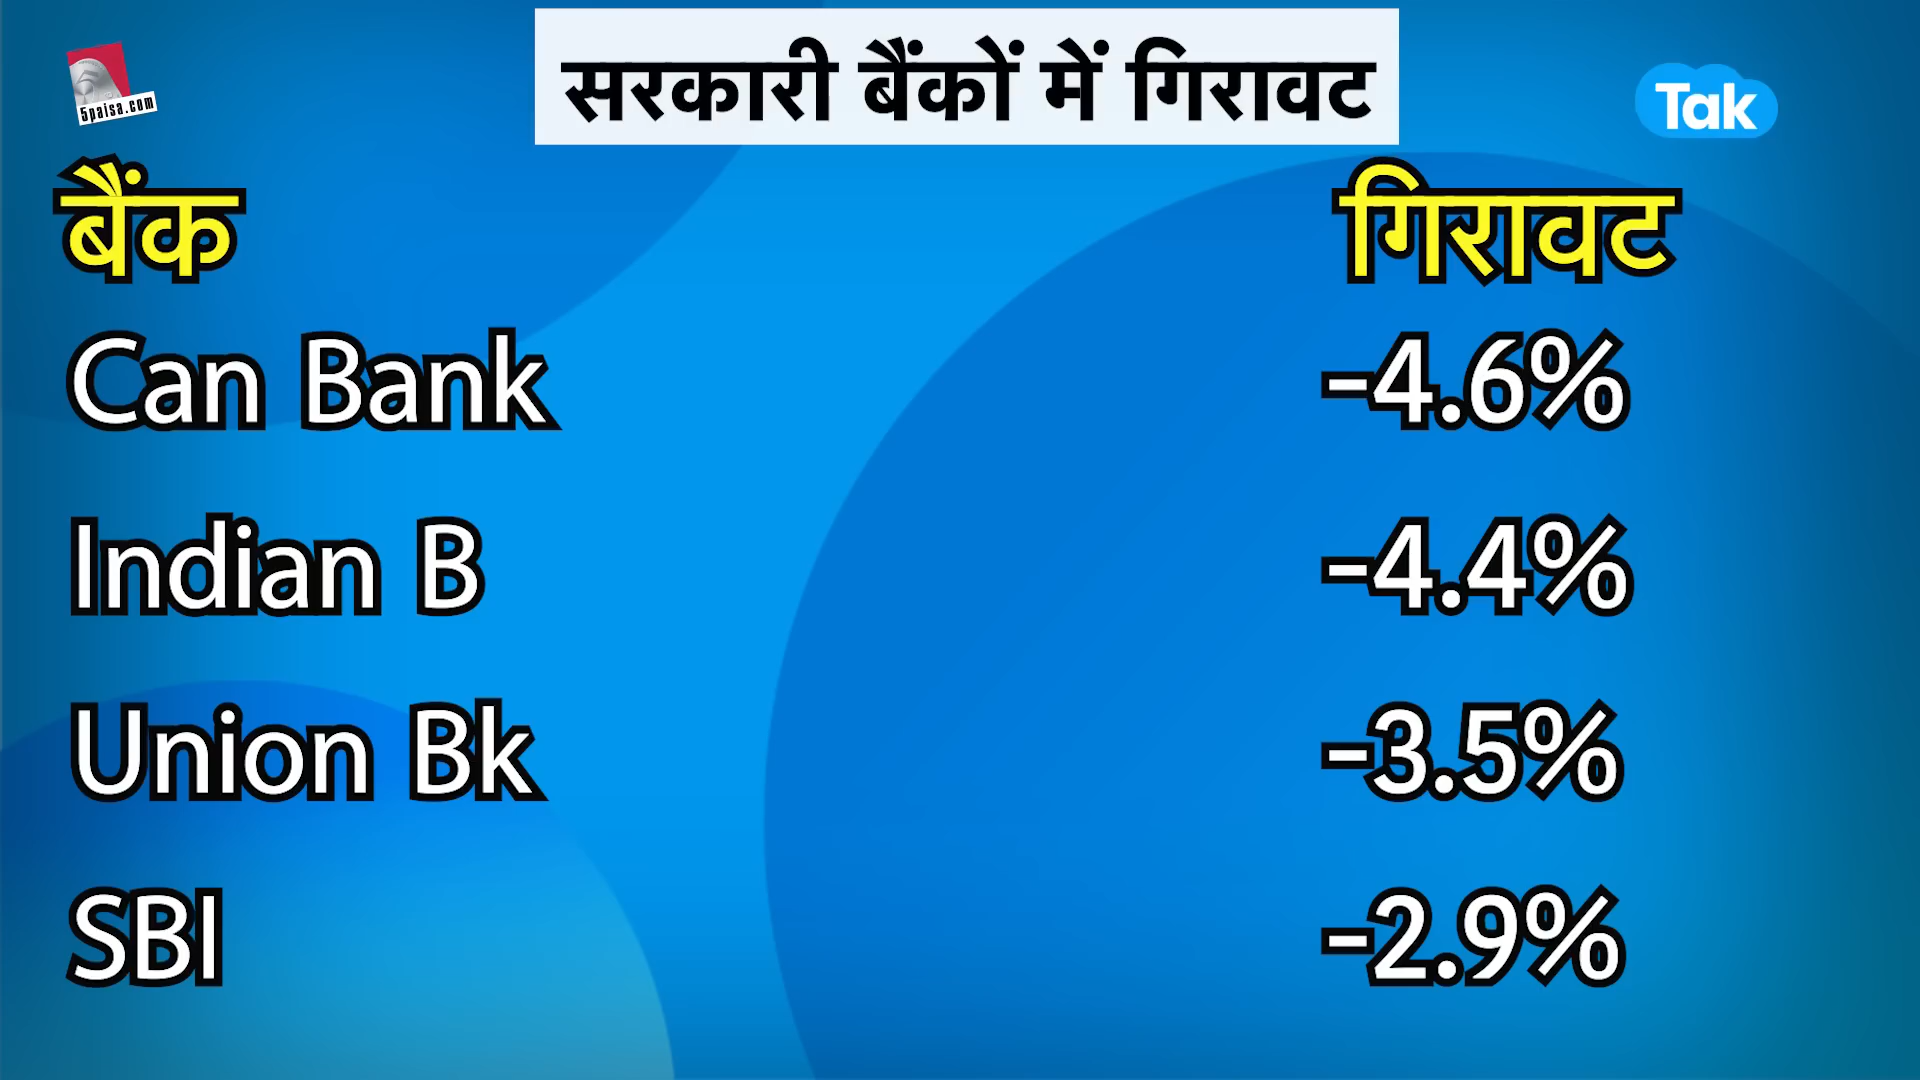 सरकारी बैंकों में गिरावट
5paisa.com
Tak
बैंक गिरावट
Can Bank -4.6%
Indian B -4.4%
Union Bk -3.5%
SBI -2.9%